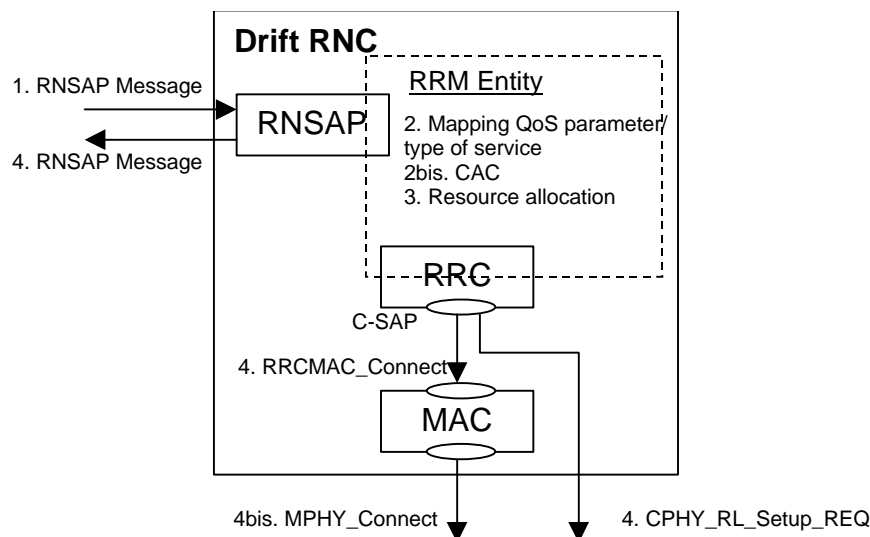 Drift RNC
1. RNSAP Message
RRM Entity
RNSAP
2. Mapping QoS parameter/
type of service
4. RNSAP Message
2bis. CAC
3. Resource allocation
RRC
C-SAP
4. RRCMAC_Connect
MAC
4bis. MPHY_Connect
4. CPHY_RL_Setup_REQ